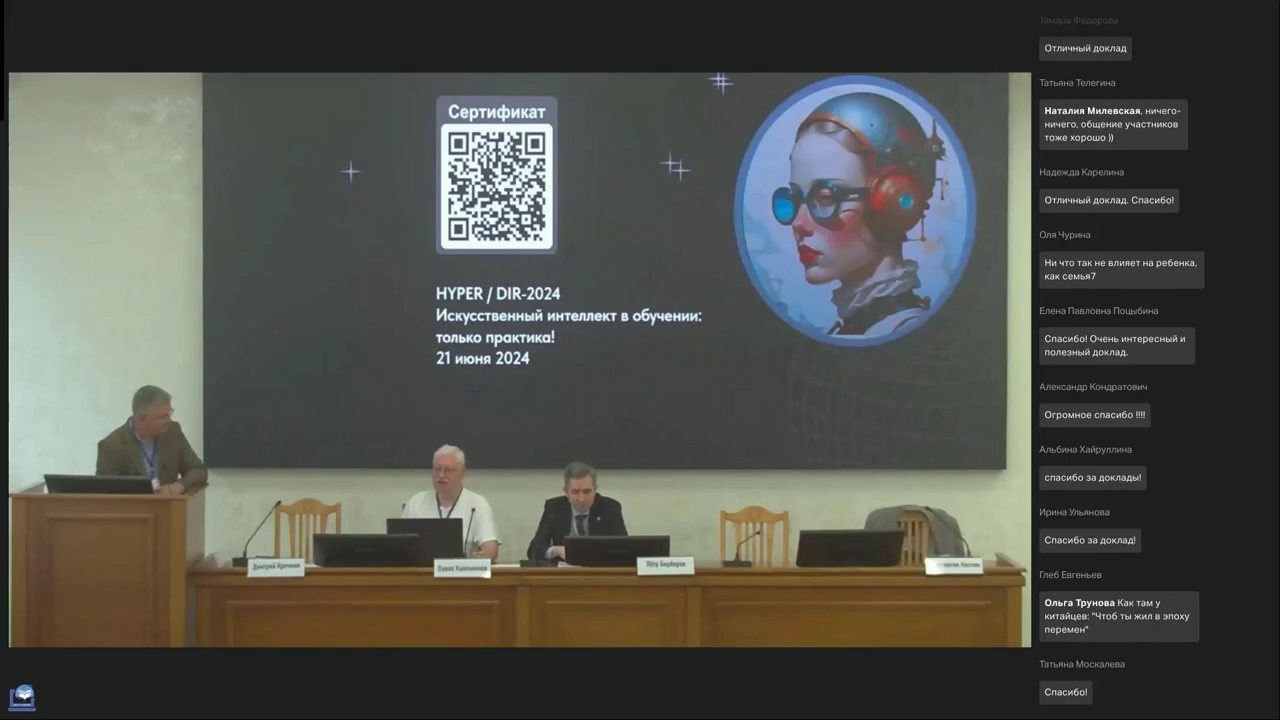 Сертификат
HYPER / DIR-2024
Искусственный интеллект в обучении:
только практика!
21 июня 2024
Дмитрий Кречман
Павел Калинников
Пётр Берберов
Тамара Федорова
Отличный доклад
Татьяна Телегина
Наталия Милевская, ничего-
ничего, общение участников
тоже хорошо ))
Надежда Карелина
Отличный доклад. Спасибо!
Оля Чурина
Ни что так не влияет на ребенка,
как семья7
Елена Павловна Поцыбина
Спасибо! Очень интересный и
полезный доклад.
Александр Кондратович
Огромное спасибо !!!!
Альбина Хайруллина
спасибо за доклады!
Ирина Ульянова
Спасибо за доклад!
Глеб Евгеньев
Ольга Трунова Как там у
китайцев: "Чтоб ты жил в эпоху
перемен"
Татьяна Москалева
Спасибо!